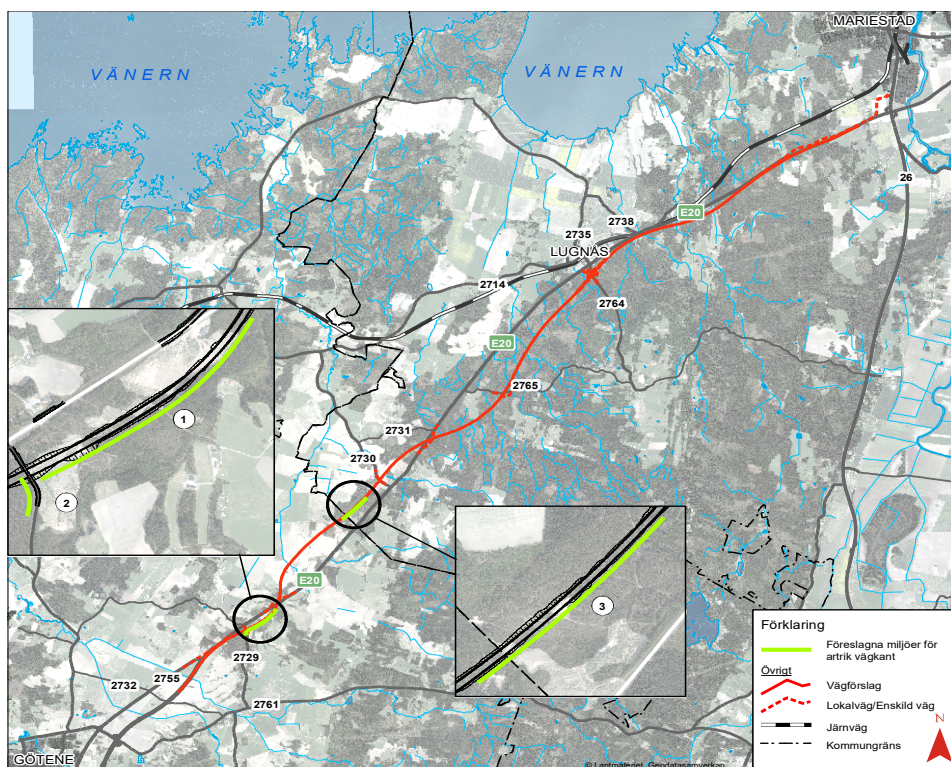 MARIESTAD
VÄNERN
VÄNERN
26
E20
2738
2735
LUGNÅS
2714
2764
E20
2765
2731
2730
1
2
3
E20
2729
2732
2755
2761
GÖTENE
Förklaring
Föreslagna miljöer för
artrik vägkant
Övrigt
Vägförslag
Lokalväg/Enskild väg
Järnväg
Kommungräns
N
© Lantmäteriet, Geodatasamverkan